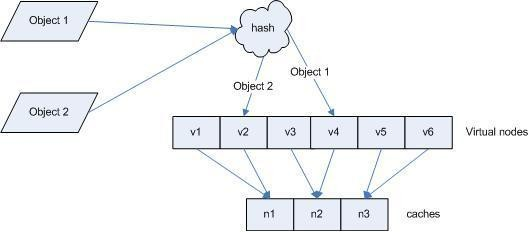 Object 1
hash
Object 1
Object 2
Object 2
v1 v2 v3 v4 v5 v6 Virtual nodes
n1 n2 n3 caches